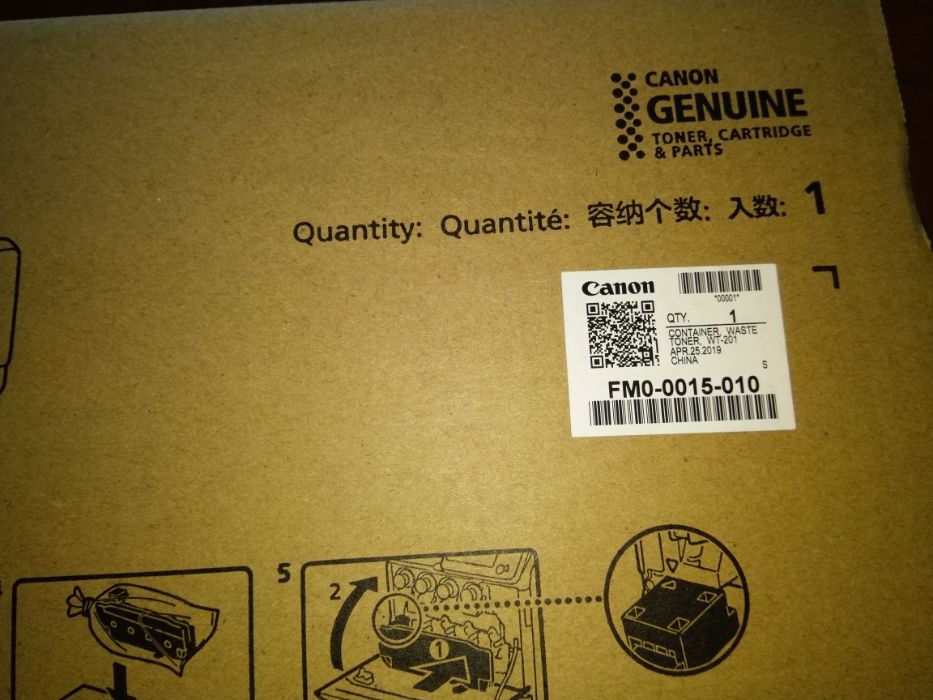 CANON
GENUINE
TONER, CARTRIDGE
& PARTS
Quantity: Quantité: 容纳个数: 入数: 1
Canon
*00001*
QTY. 1
CONTAINER, WASTE
TONER, WT-201
APR.25.2019
CHINA
S
FM0-0015-010
5
2
1